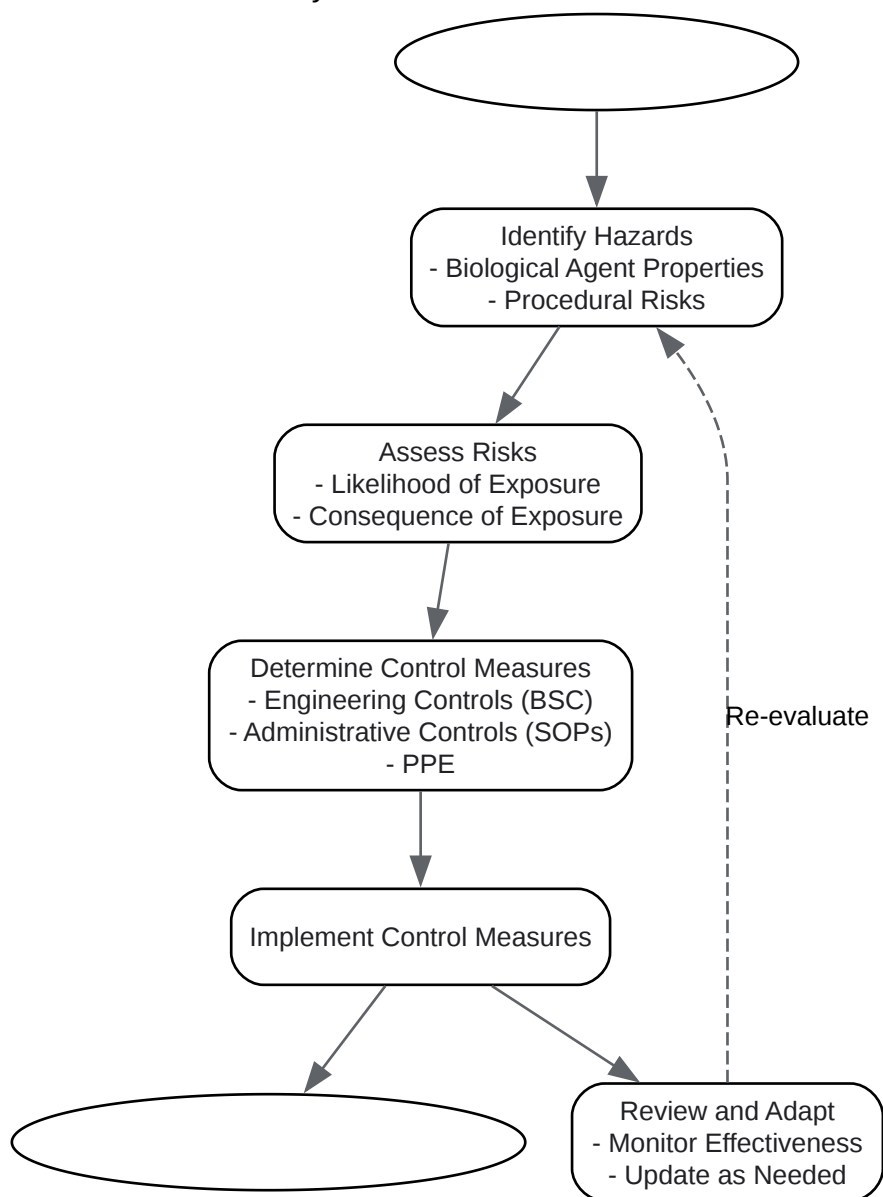 Identify Hazards
- Biological Agent Properties
- Procedural Risks
Assess Risks
- Likelihood of Exposure
- Consequence of Exposure
Determine Control Measures
- Engineering Controls (BSC)
- Administrative Controls (SOPs)
- PPE
Re-evaluate
Implement Control Measures
Review and Adapt
- Monitor Effectiveness
- Update as Needed